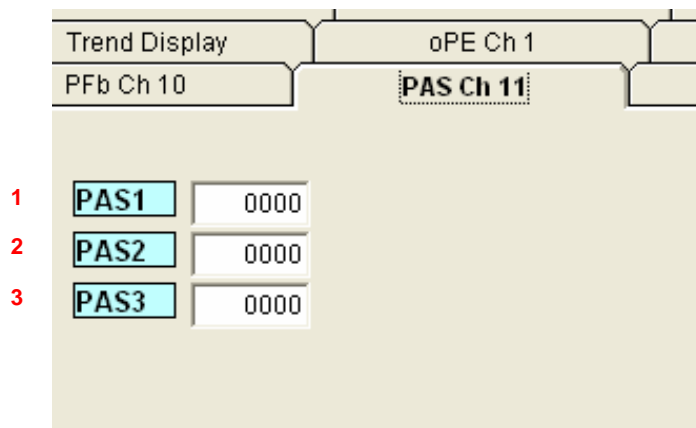 Trend Display oPE Ch 1
PFb Ch 10 PAS Ch 11
1 PAS1 0000
2 PAS2 0000
3 PAS3 0000